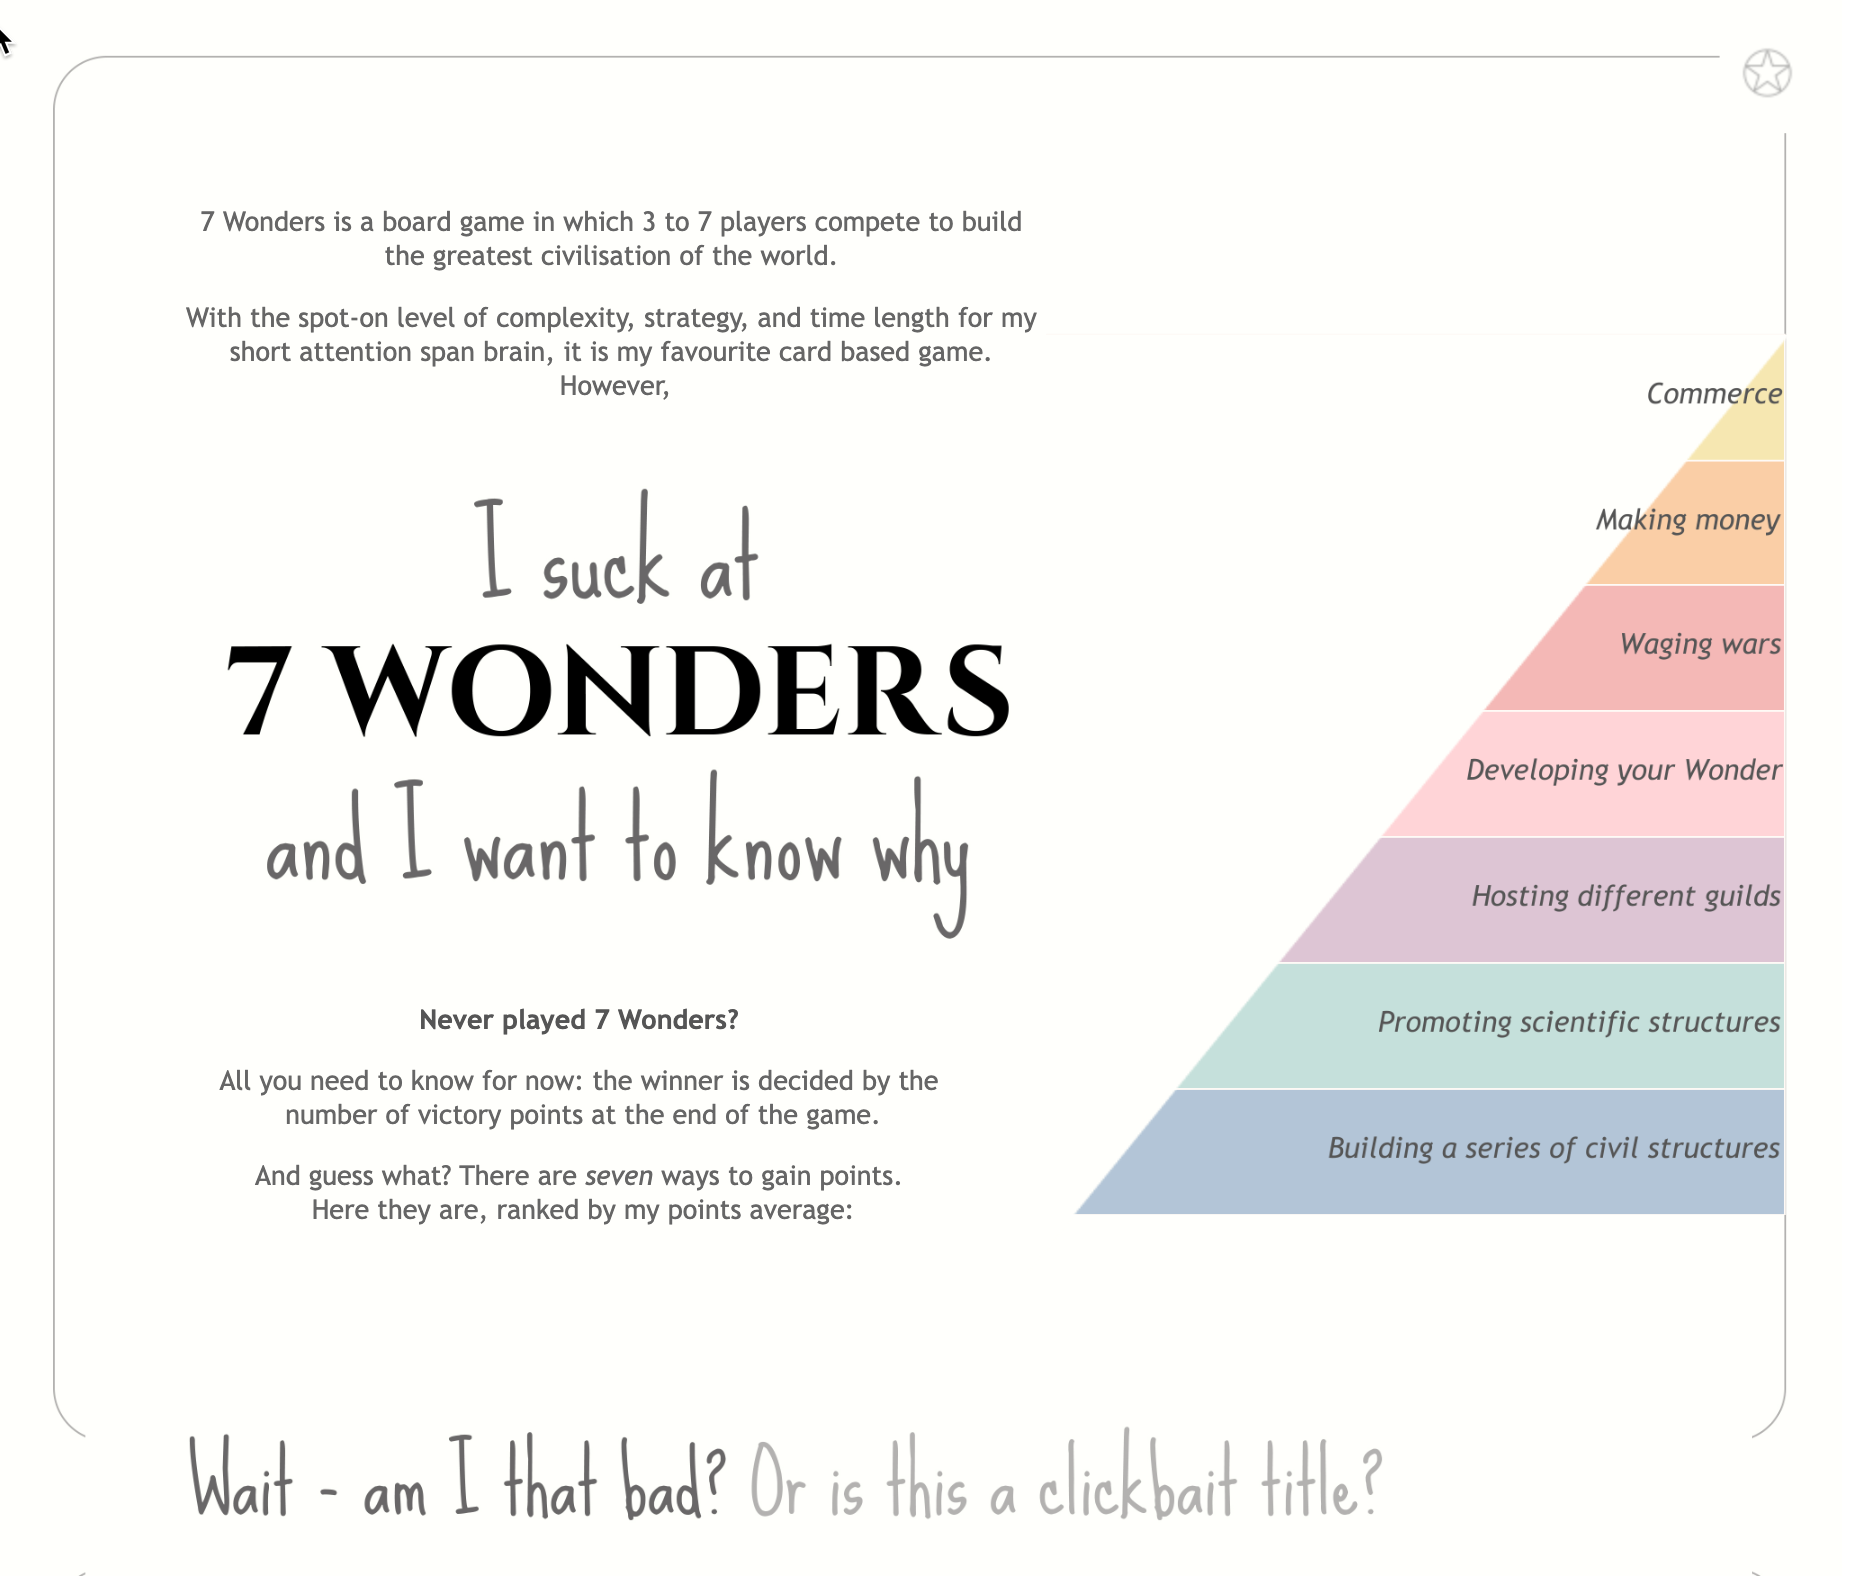 7 Wonders is a board game in which 3 to 7 players compete to build
the greatest civilisation of the world.
With the spot-on level of complexity, strategy, and time length for my
short attention span brain, it is my favourite card based game.
However,
I suck at
7 WONDERS
and I want to know why
Never played 7 Wonders?
All you need to know for now: the winner is decided by the
number of victory points at the end of the game.
And guess what? There are seven ways to gain points.
Here they are, ranked by my points average:
Commerce
Making money
Waging wars
Developing your Wonder
Hosting different guilds
Promoting scientific structures
Building a series of civil structures
Wait - am I that bad? Or is this a clickbait title?